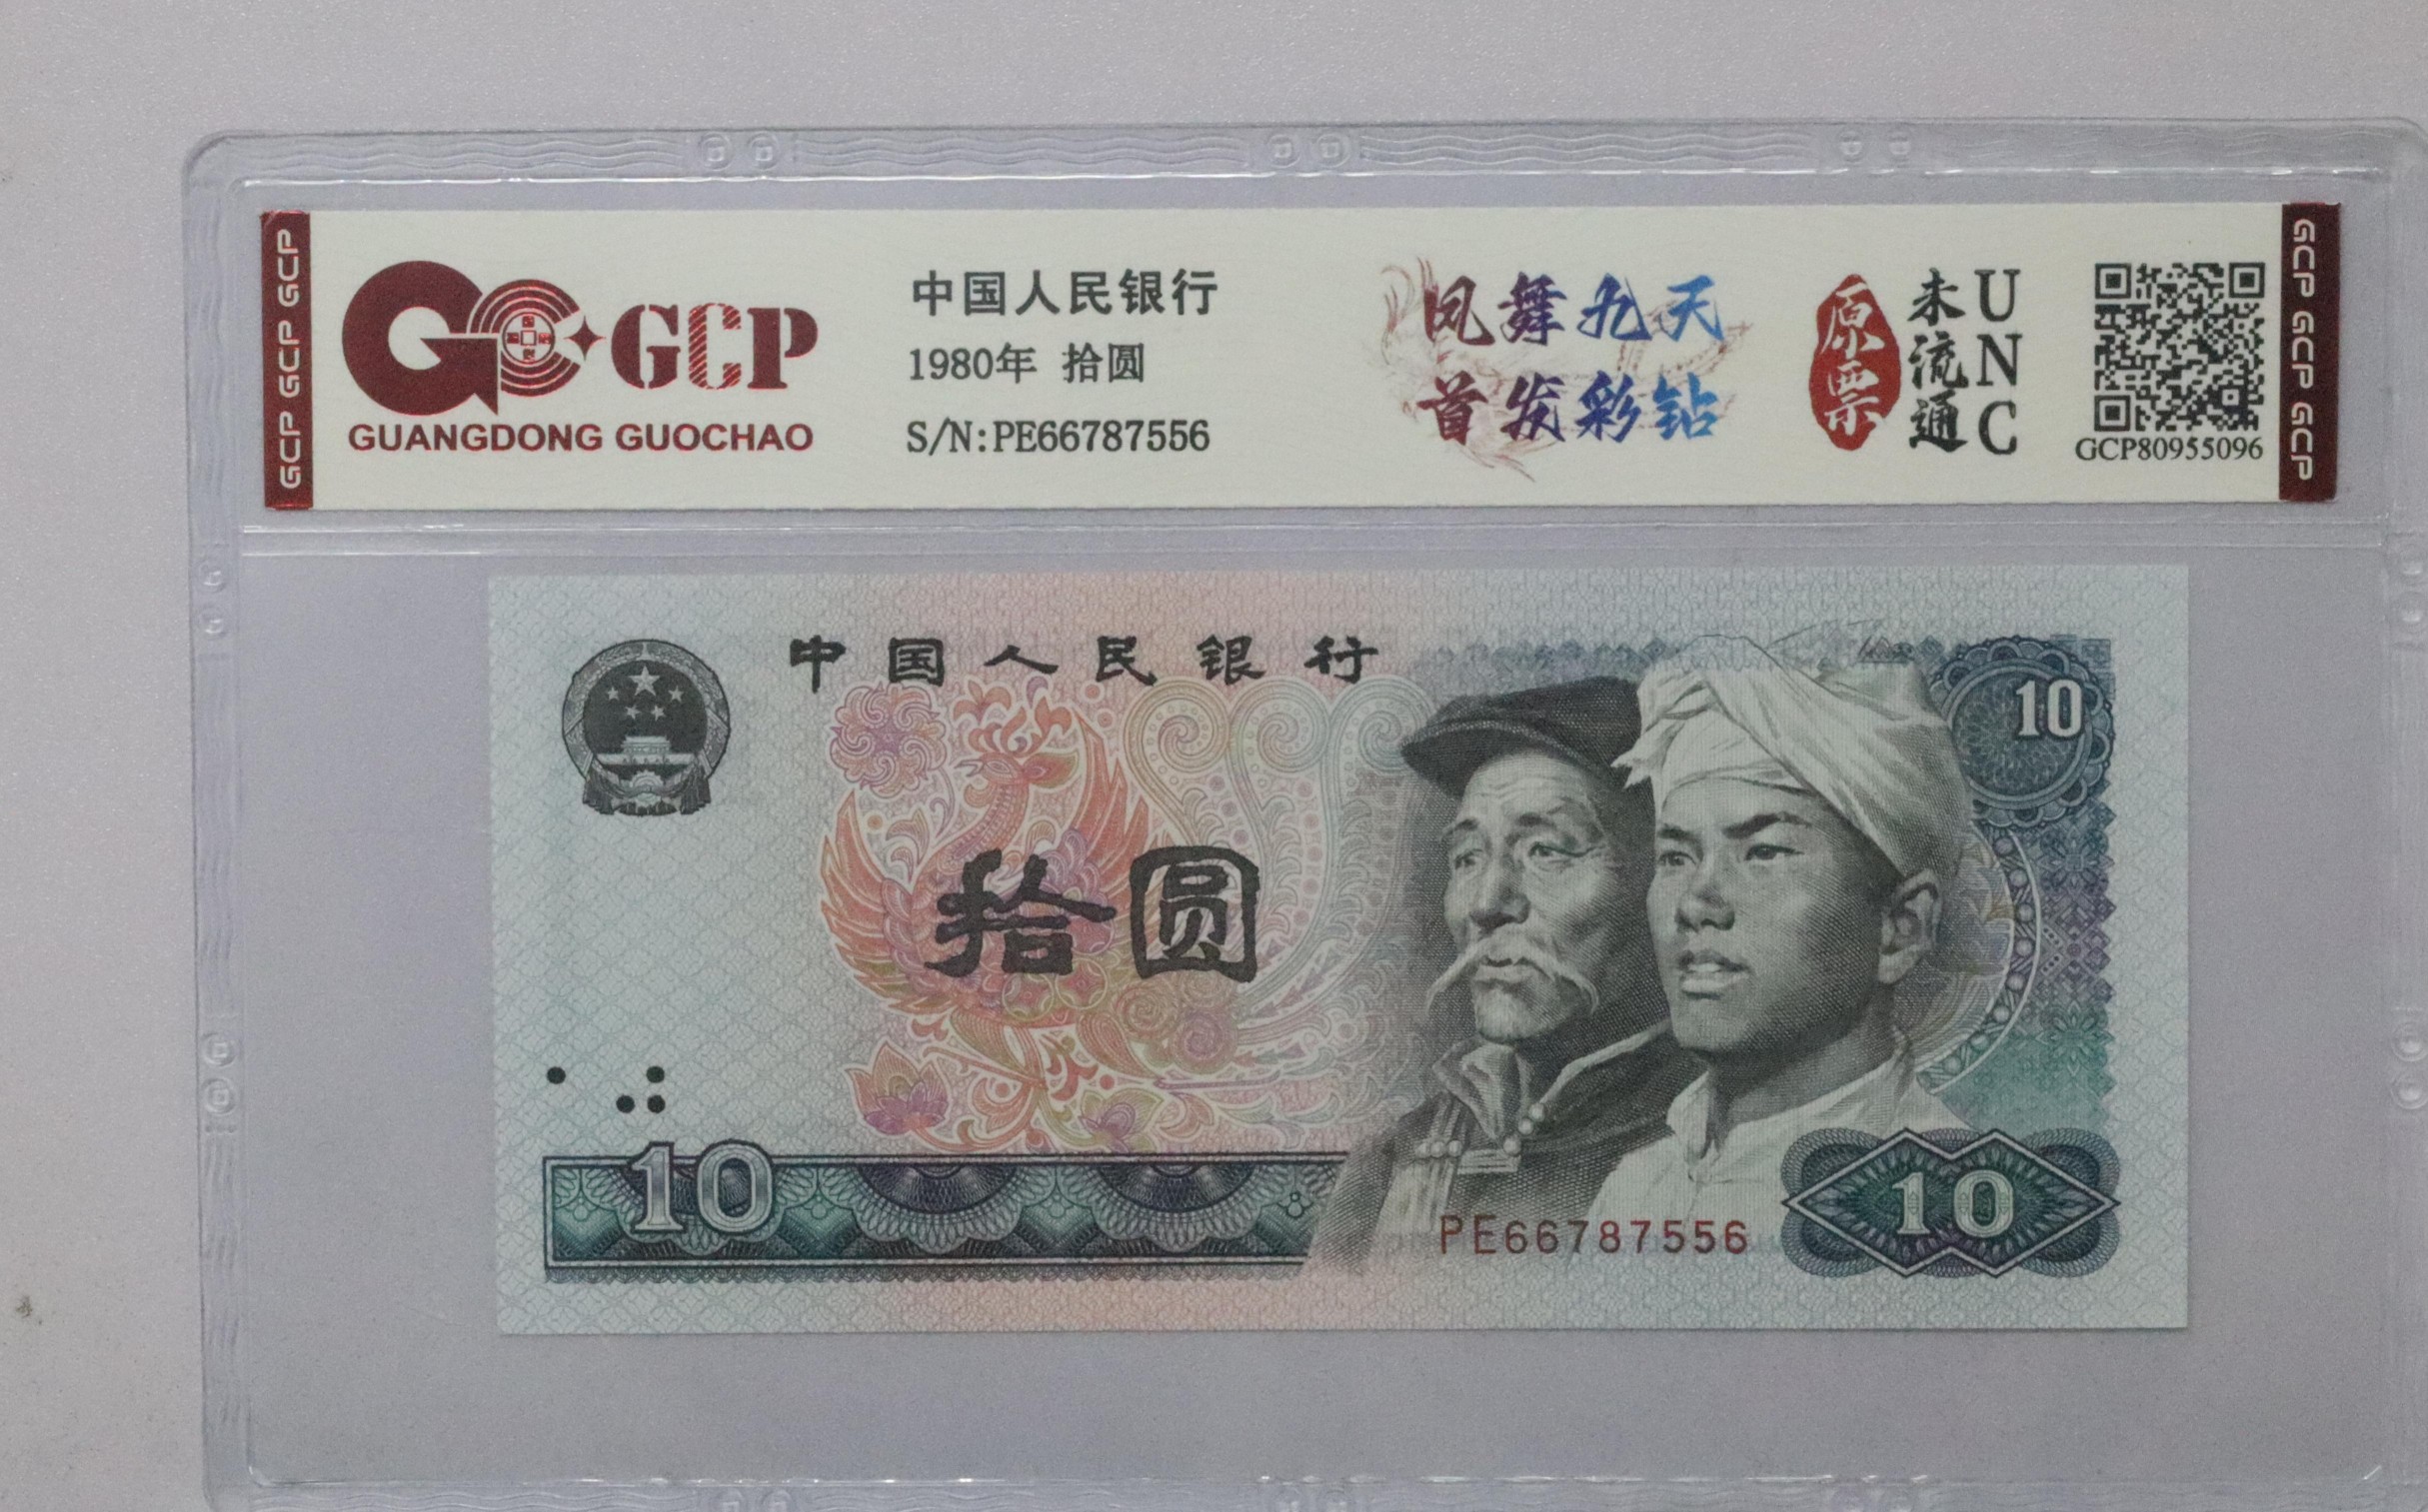 GCP GCP GCP
GCP
GUANGDONG GUOCHAO
中国人民银行
1980年 拾圆
S/N:PE66787556
凤舞九天
首发彩钻
原票
未流通
UNC
GCP80955096
GCP GCP GCP
中国人民银行
10
拾圆
10
PE66787556
10